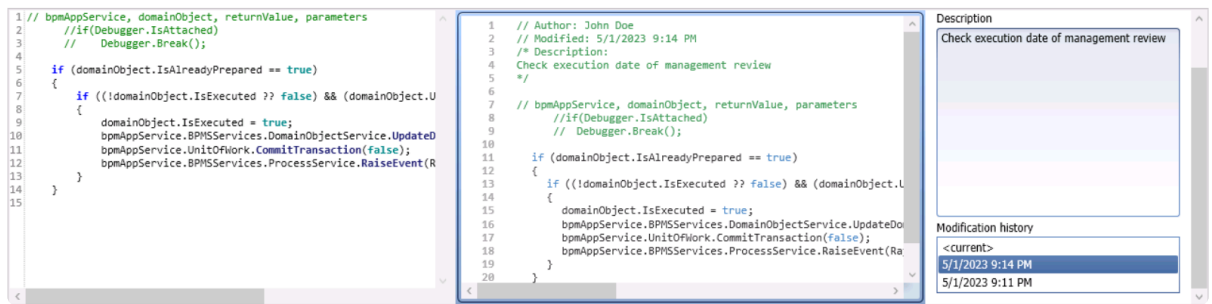 1 // bpmAppService, domainObject, returnValue, parameters
2 //if(Debugger.IsAttached)
3 // Debugger.Break();
4
5 if (domainObject.IsAlreadyPrepared == true)
6 {
7 if ((!domainObject.IsExecuted ?? false) && (domainObject.U
8 {
9 domainObject.IsExecuted = true;
10 bpmAppService.BPMSServices.DomainObjectService.UpdateD
11 bpmAppService.UnitOfWork.CommitTransaction(false);
12 bpmAppService.BPMSServices.ProcessService.RaiseEvent(R
13 }
14 }
15
1 // Author: John Doe
2 // Modified: 5/1/2023 9:14 PM
3 /* Description:
4 Check execution date of management review
5 */
6
7 // bpmAppService, domainObject, returnValue, parameters
8 //if(Debugger.IsAttached)
9 // Debugger.Break();
10
11 if (domainObject.IsAlreadyPrepared == true)
12 {
13 if ((!domainObject.IsExecuted ?? false) && (domainObject.U
14 {
15 domainObject.IsExecuted = true;
16 bpmAppService.BPMSServices.DomainObjectService.UpdateDo
17 bpmAppService.UnitOfWork.CommitTransaction(false);
18 bpmAppService.BPMSServices.ProcessService.RaiseEvent(Ra
19 }
20 }
Description
Check execution date of management review
Modification history
<current>
5/1/2023 9:14 PM
5/1/2023 9:11 PM